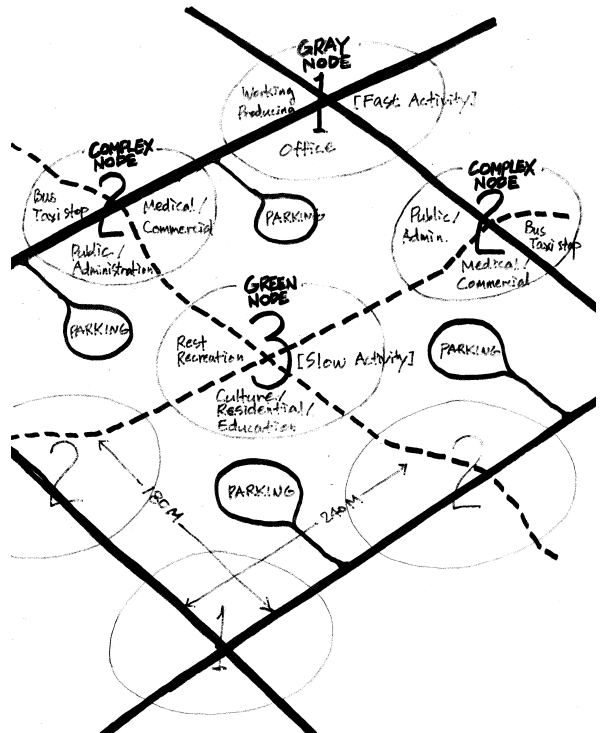 GRAY
NODE
1
Working
Producing
[Fast Activity]
Office
COMPLEX
NODE
2
Bus
Taxi stop
Medical/
Commercial
Public/
Administration
PARKING
COMPLEX
NODE
2
Public/
Admin.
Bus
Taxi stop
Medical/
Commercial
PARKING
GREEN
NODE
3
Rest
Recreation
[Slow Activity]
Culture/
Residential/
Education
PARKING
2
2
PARKING
180M
240M
1